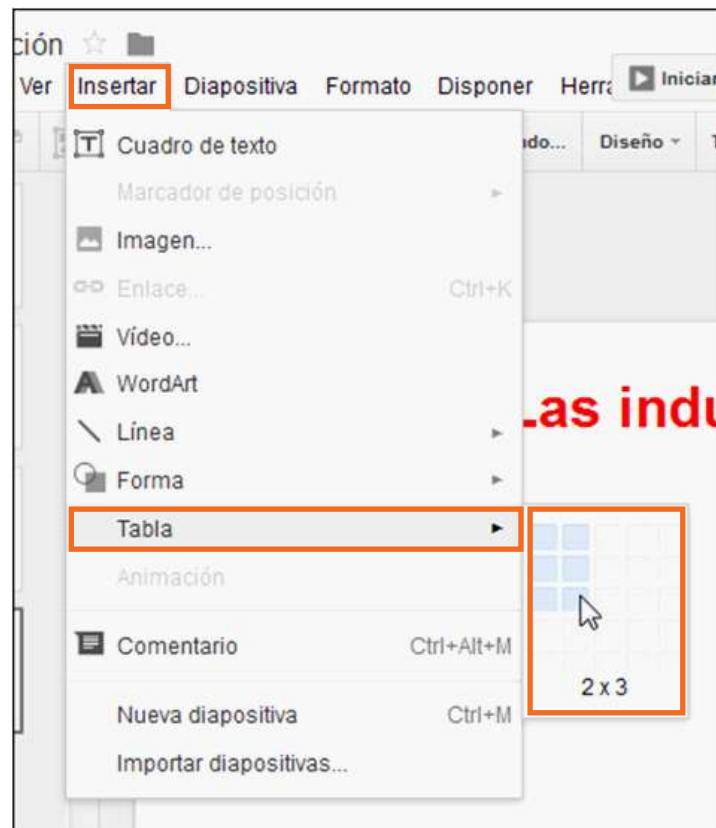 ción
Ver Insertar Diapositiva Formato Disponer Herra Iniciar
Cuadro de texto
do... Diseño
Marcador de posición
Imagen...
Enlace... Ctrl+K
Vídeo...
WordArt
Las indu
Línea
Forma
Tabla
Animación
Comentario Ctrl+Alt+M
2 x 3
Nueva diapositiva Ctrl+M
Importar diapositivas...